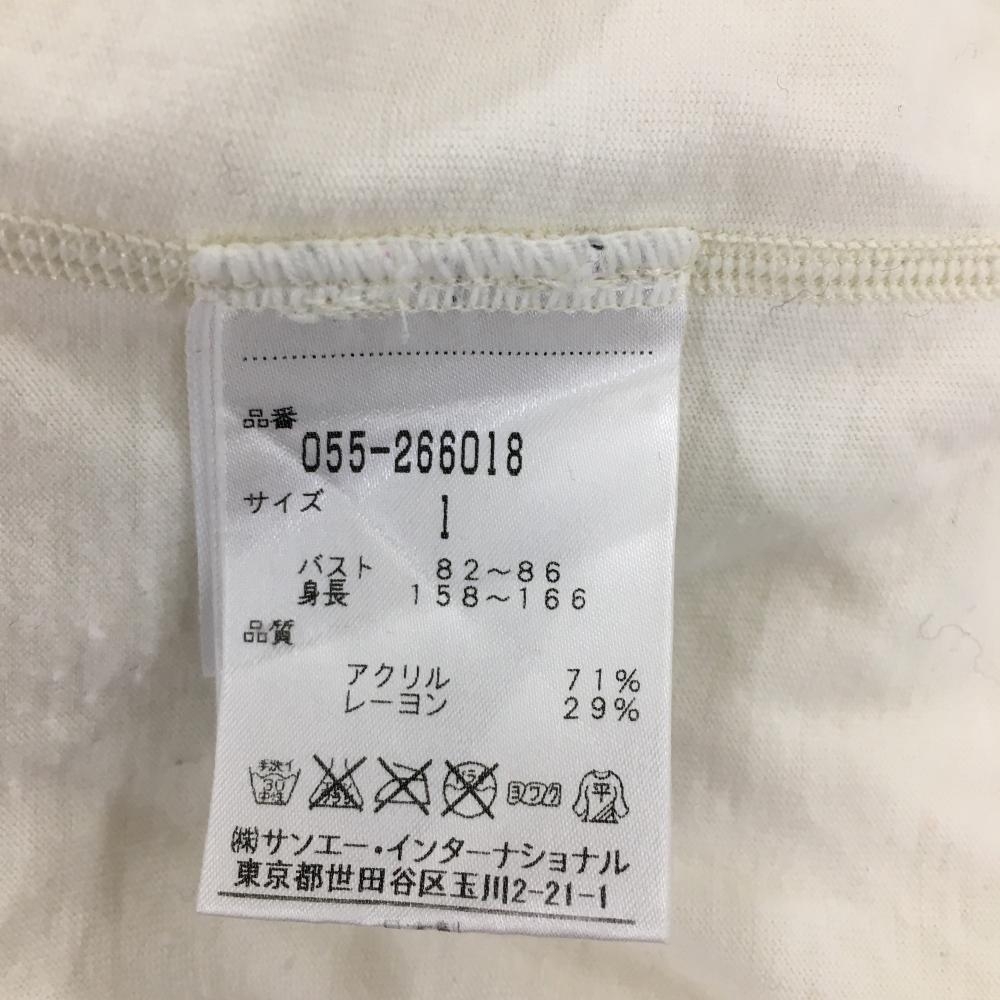 品番
055-266018
サイズ
1
バスト 82～86
身長 158～166
品質
アクリル 71%
レーヨン 29%
手洗イ 30 中性 ヨワク 平
(株)サンエー・インターナショナル
東京都世田谷区玉川2-21-1